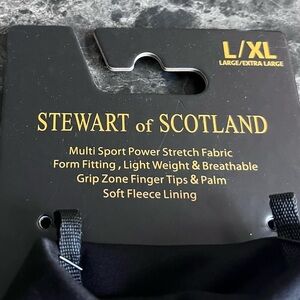 L/XL
LARGE/EXTRA LARGE
STEWART of SCOTLAND
Multi Sport Power Stretch Fabric
Form Fitting , Light Weight & Breathable
Grip Zone Finger Tips & Palm
Soft Fleece Lining